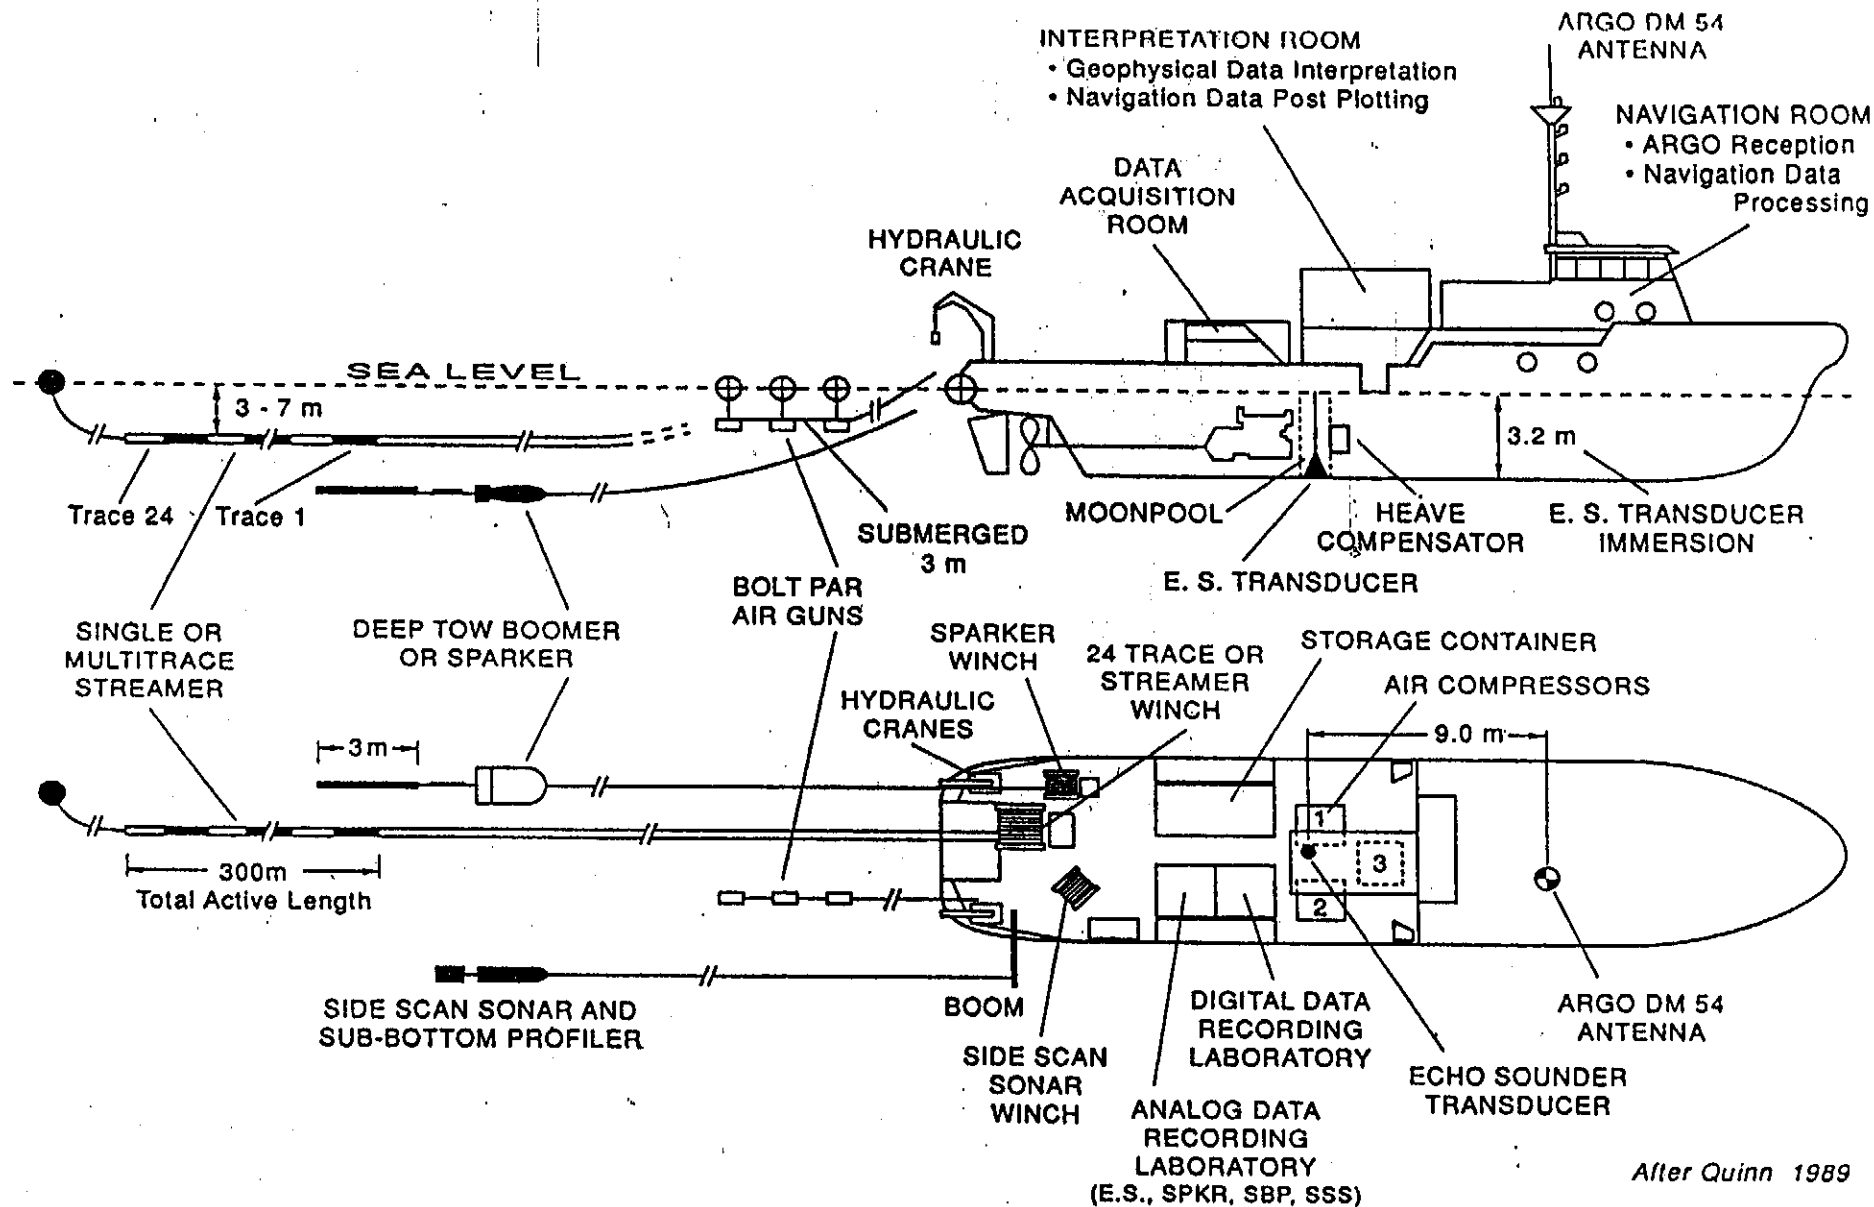 ARGO DM 54
ANTENNA
INTERPRETATION ROOM
• Geophysical Data Interpretation
• Navigation Data Post Plotting
NAVIGATION ROOM
• ARGO Reception
• Navigation Data
Processing
DATA
ACQUISITION
ROOM
HYDRAULIC
CRANE
SEA LEVEL
3 - 7 m
3.2 m
Trace 24
Trace 1
SUBMERGED
3 m
MOONPOOL
HEAVE
COMPENSATOR
E. S. TRANSDUCER
IMMERSION
E. S. TRANSDUCER
BOLT PAR
AIR GUNS
SINGLE OR
MULTITRACE
STREAMER
DEEP TOW BOOMER
OR SPARKER
SPARKER
WINCH
24 TRACE OR
STREAMER
WINCH
STORAGE CONTAINER
AIR COMPRESSORS
HYDRAULIC
CRANES
3m
9.0 m
1
3
2
300m
Total Active Length
SIDE SCAN SONAR AND
SUB-BOTTOM PROFILER
BOOM
SIDE SCAN
SONAR
WINCH
DIGITAL DATA
RECORDING
LABORATORY
ANALOG DATA
RECORDING
LABORATORY
(E.S., SPKR, SBP, SSS)
ECHO SOUNDER
TRANSDUCER
ARGO DM 54
ANTENNA
After Quinn 1989